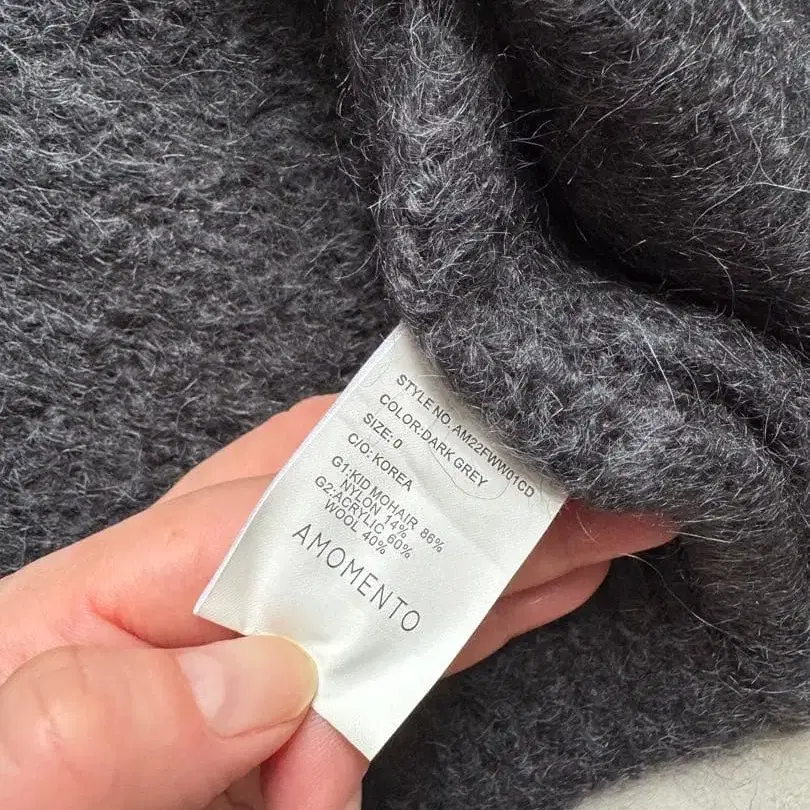 STYLE NO. AM22FWW01CD
COLOR:DARK GREY
SIZE: 0
C/O: KOREA
G1:KID MOHAIR 86%
NYLON 14%
G2:ACRYLIC 60%
WOOL 40%
AMOMENTO